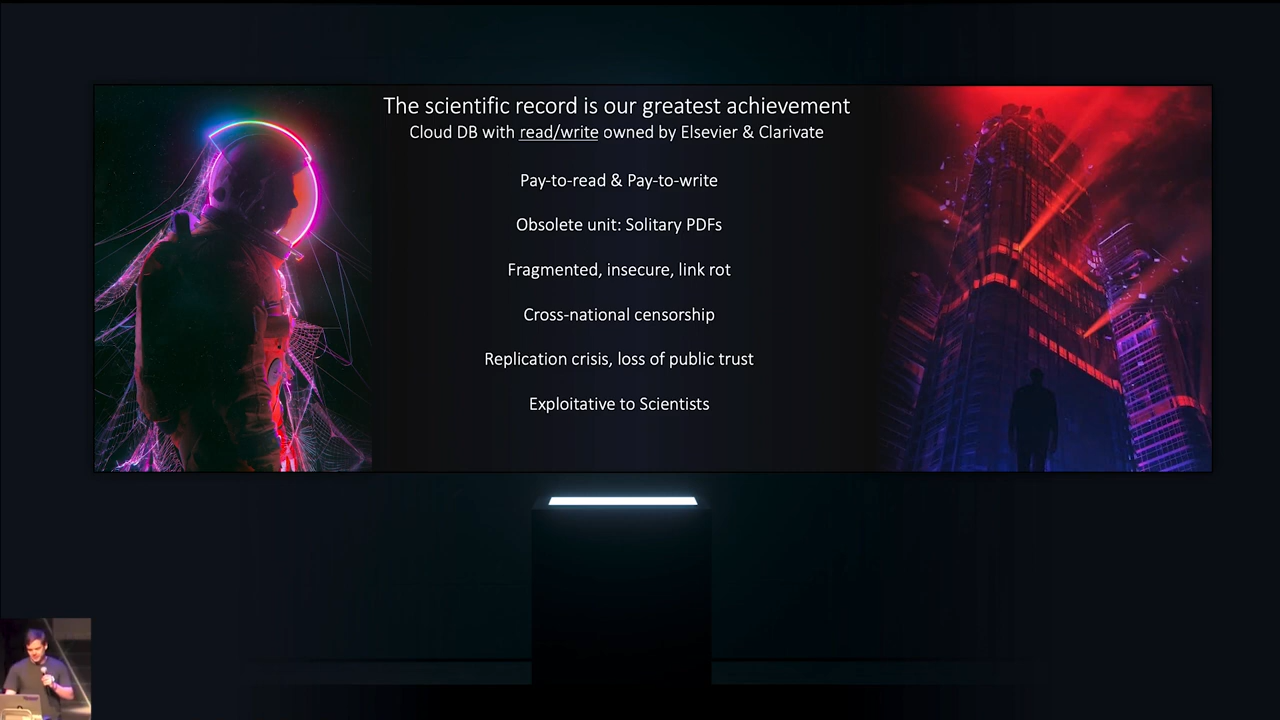 The scientific record is our greatest achievement
Cloud DB with read/write owned by Elsevier & Clarivate
Pay-to-read & Pay-to-write
Obsolete unit: Solitary PDFs
Fragmented, insecure, link rot
Cross-national censorship
Replication crisis, loss of public trust
Exploitative to Scientists